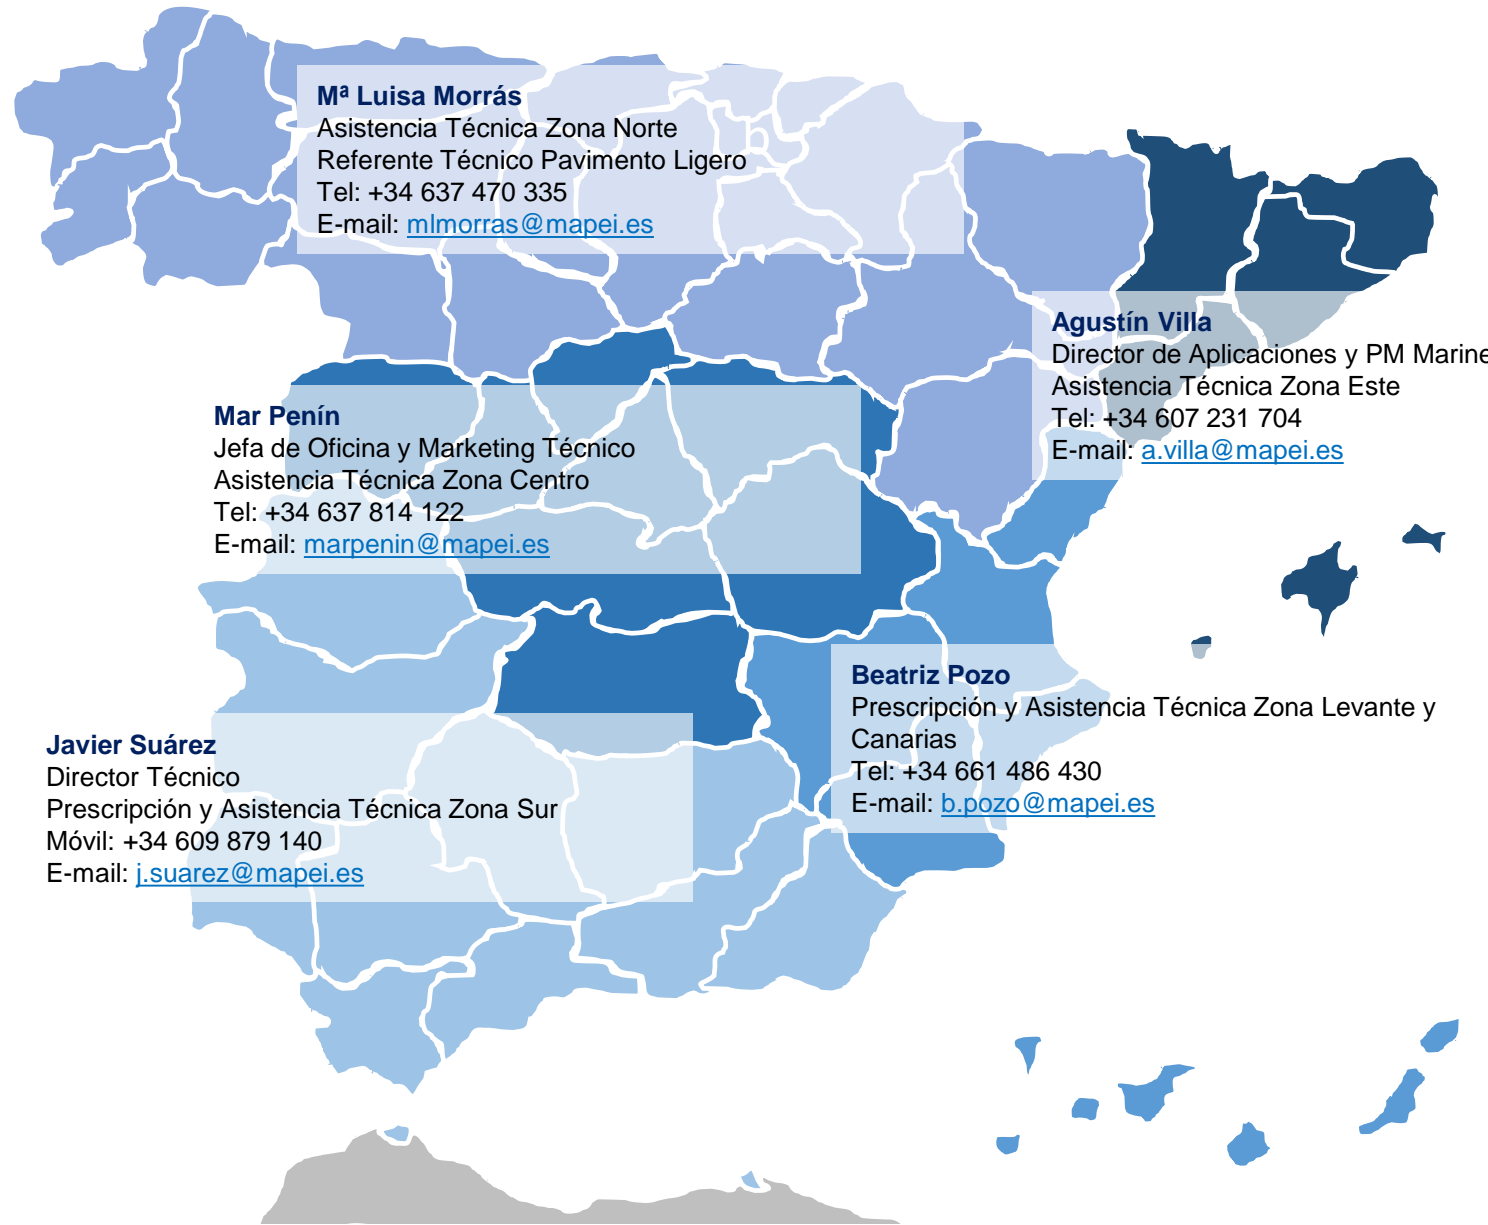 Mª Luisa Morrás
Asistencia Técnica Zona Norte
Referente Técnico Pavimento Ligero
Tel: +34 637 470 335
E-mail: mlmorras@mapei.es
Agustín Villa
Director de Aplicaciones y PM Marine
Asistencia Técnica Zona Este
Tel: +34 607 231 704
E-mail: a.villa@mapei.es
Mar Penín
Jefa de Oficina y Marketing Técnico
Asistencia Técnica Zona Centro
Tel: +34 637 814 122
E-mail: marpenin@mapei.es
Beatriz Pozo
Prescripción y Asistencia Técnica Zona Levante y
Canarias
Tel: +34 661 486 430
E-mail: b.pozo@mapei.es
Javier Suárez
Director Técnico
Prescripción y Asistencia Técnica Zona Sur
Móvil: +34 609 879 140
E-mail: j.suarez@mapei.es